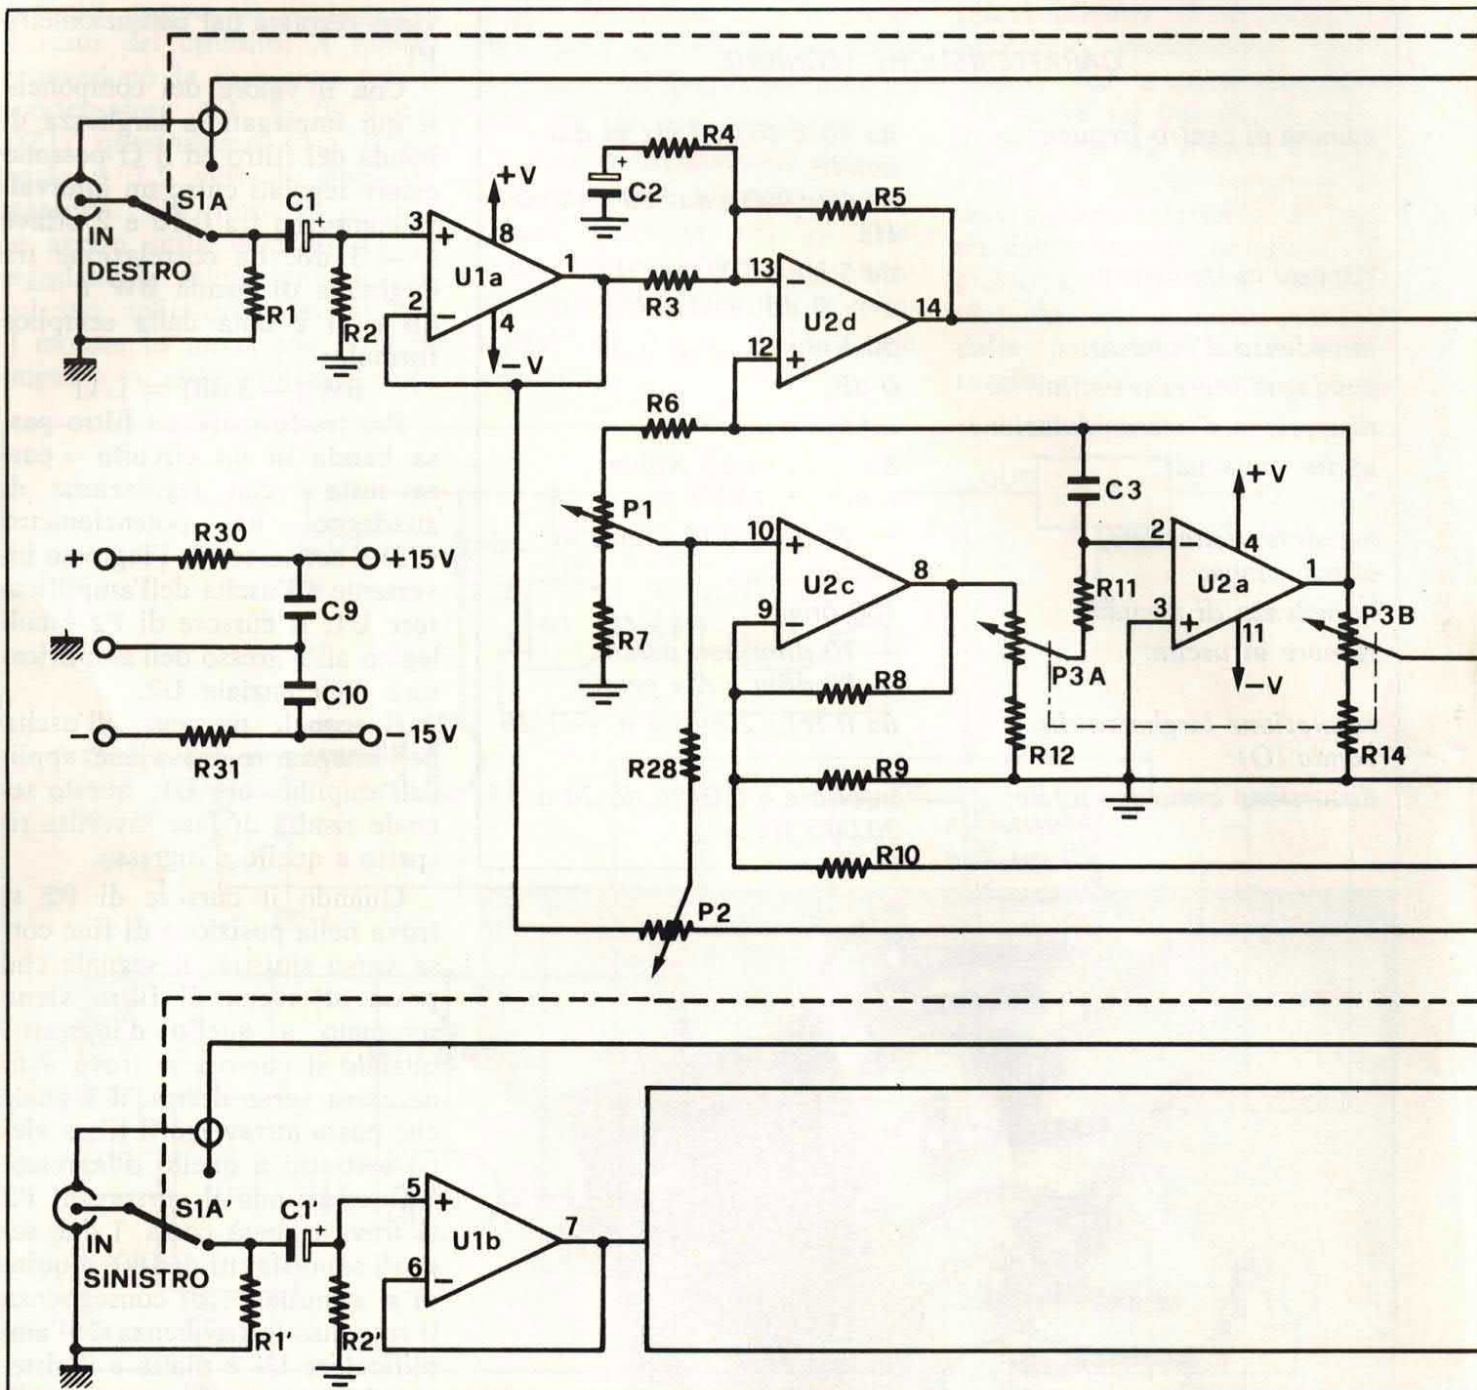 R4
+
C2
R5
S1A
C1
+
+V
3
8
+
IN
DESTRO
U1a
1
13
R3
U2d
14
2
4
R1
R2
-V
12
+
R6
+V
C3
P1
10
2
4
1
R30
+
+15V
U2c
8
R11
U2a
P3B
C9
9
3
+
11
R7
P3A
-V
C10
R8
-
-15V
R12
R14
R31
R28
R9
R10
P2
S1A'
C1'
+
5
+
IN
SINISTRO
U1b
7
6
R1'
R2'